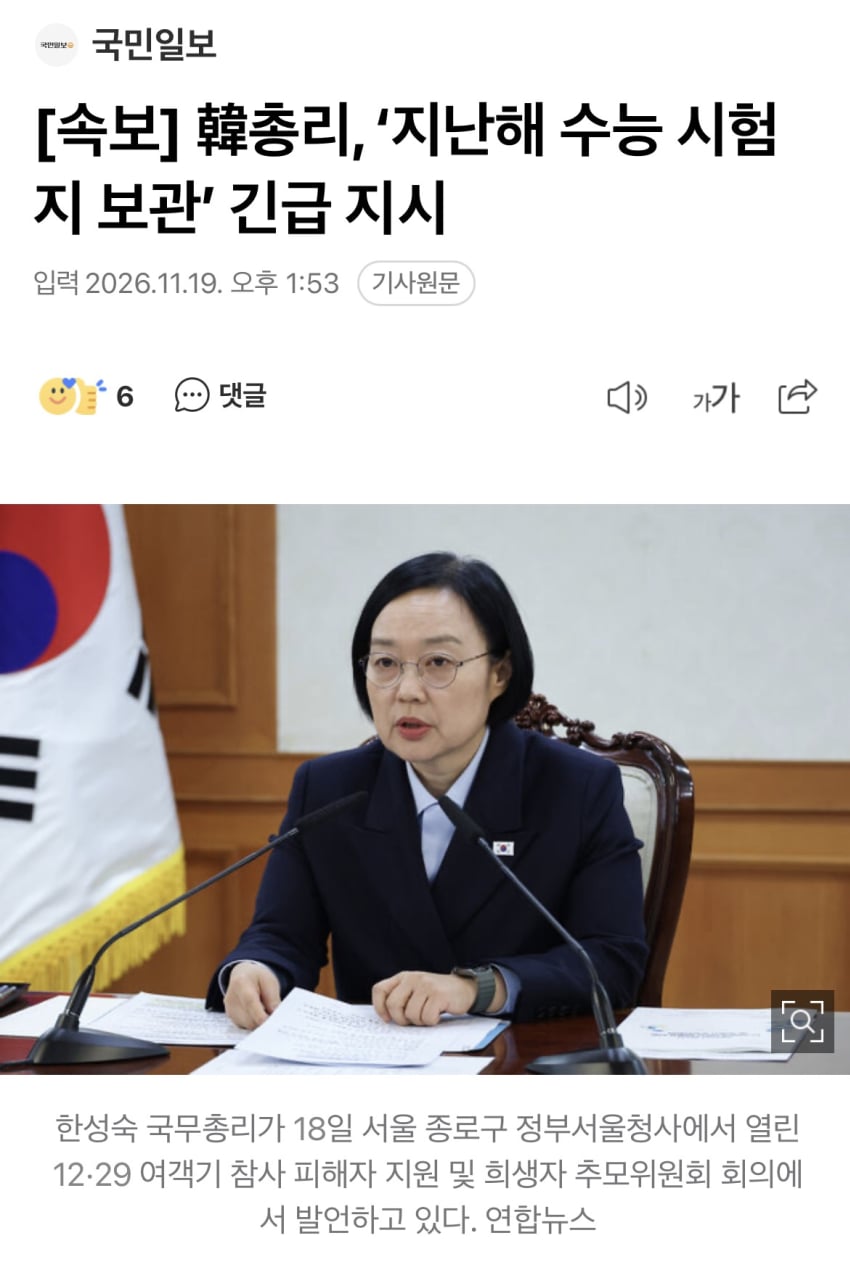 국민일보
국민일보
[속보] 韓총리, ‘지난해 수능 시험
지 보관’ 긴급 지시
입력 2026.11.19. 오후 1:53 기사원문
6 댓글 가가
한성숙 국무총리가 18일 서울 종로구 정부서울청사에서 열린
12·29 여객기 참사 피해자 지원 및 희생자 추모위원회 회의에
서 발언하고 있다. 연합뉴스